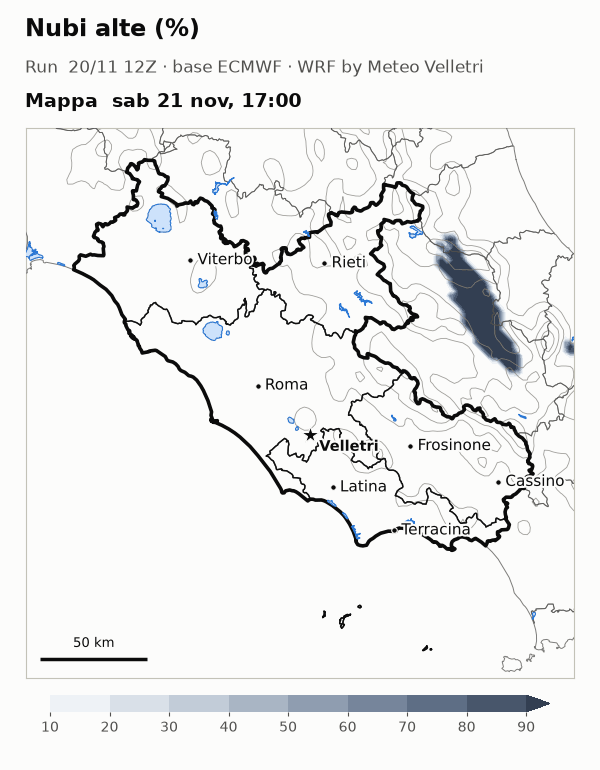 Nubi alte (%)
Run  20/11 12Z · base ECMWF · WRF by Meteo Velletri
Mappa  sab 21 nov, 17:00
Viterbo
Rieti
Roma
Velletri
Frosinone
Cassino
Latina
Terracina
50 km
10 20 30 40 50 60 70 80 90